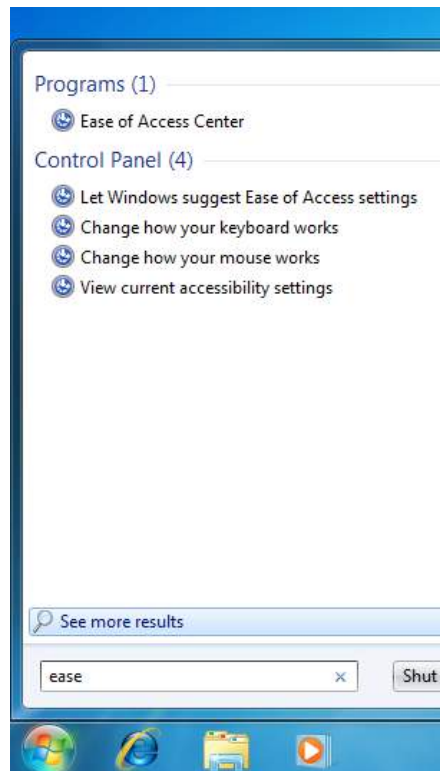 Programs (1)
Ease of Access Center
Control Panel (4)
Let Windows suggest Ease of Access settings
Change how your keyboard works
Change how your mouse works
View current accessibility settings
See more results
ease
Shut